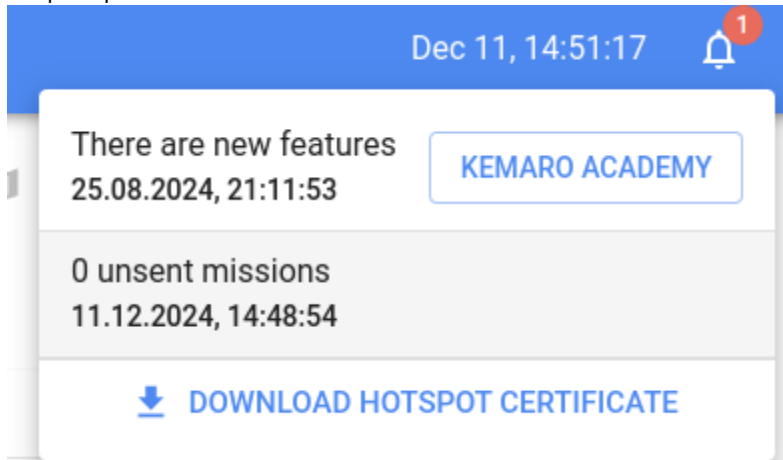 Dec 11, 14:51:17
1
There are new features
25.08.2024, 21:11:53
KEMARO ACADEMY
0 unsent missions
11.12.2024, 14:48:54
DOWNLOAD HOTSPOT CERTIFICATE